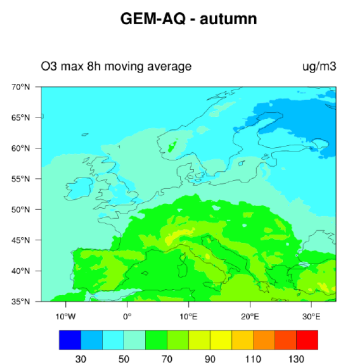 GEM-AQ - autumn
O3 max 8h moving average ug/m3
70°N
65°N
60°N
55°N
50°N
45°N
40°N
35°N
10°W 0° 10°E 20°E 30°E
30 50 70 90 110 130